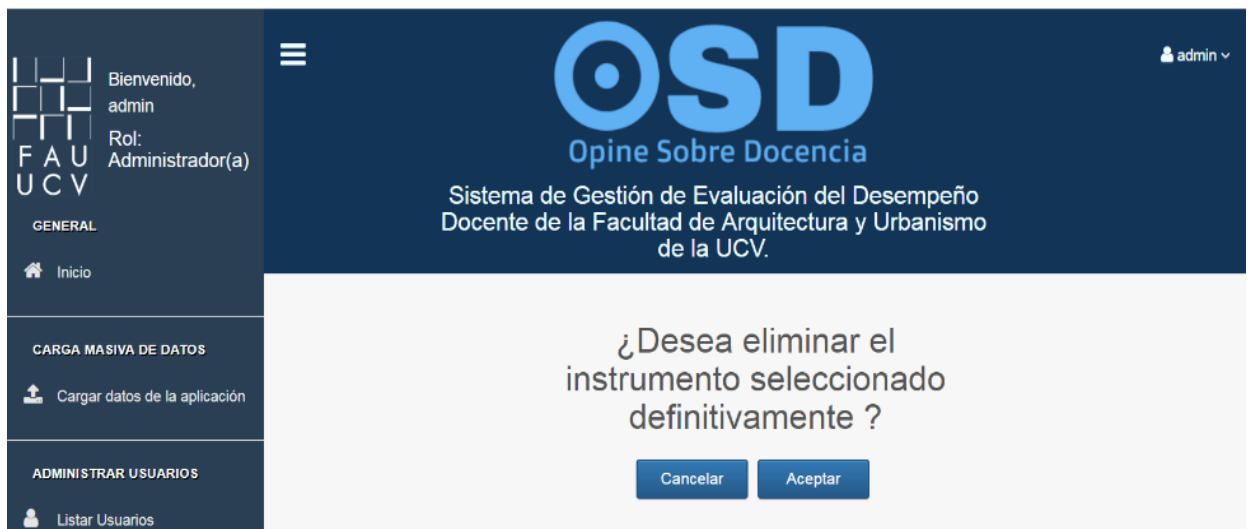 Bienvenido,
admin
Rol:
Administrador(a)
FAU
UCV
GENERAL
Inicio
CARGA MASIVA DE DATOS
Cargar datos de la aplicación
ADMINISTRAR USUARIOS
Listar Usuarios
OSD
Opine Sobre Docencia
admin
Sistema de Gestión de Evaluación del Desempeño
Docente de la Facultad de Arquitectura y Urbanismo
de la UCV.
¿Desea eliminar el
instrumento seleccionado
definitivamente ?
Cancelar
Aceptar